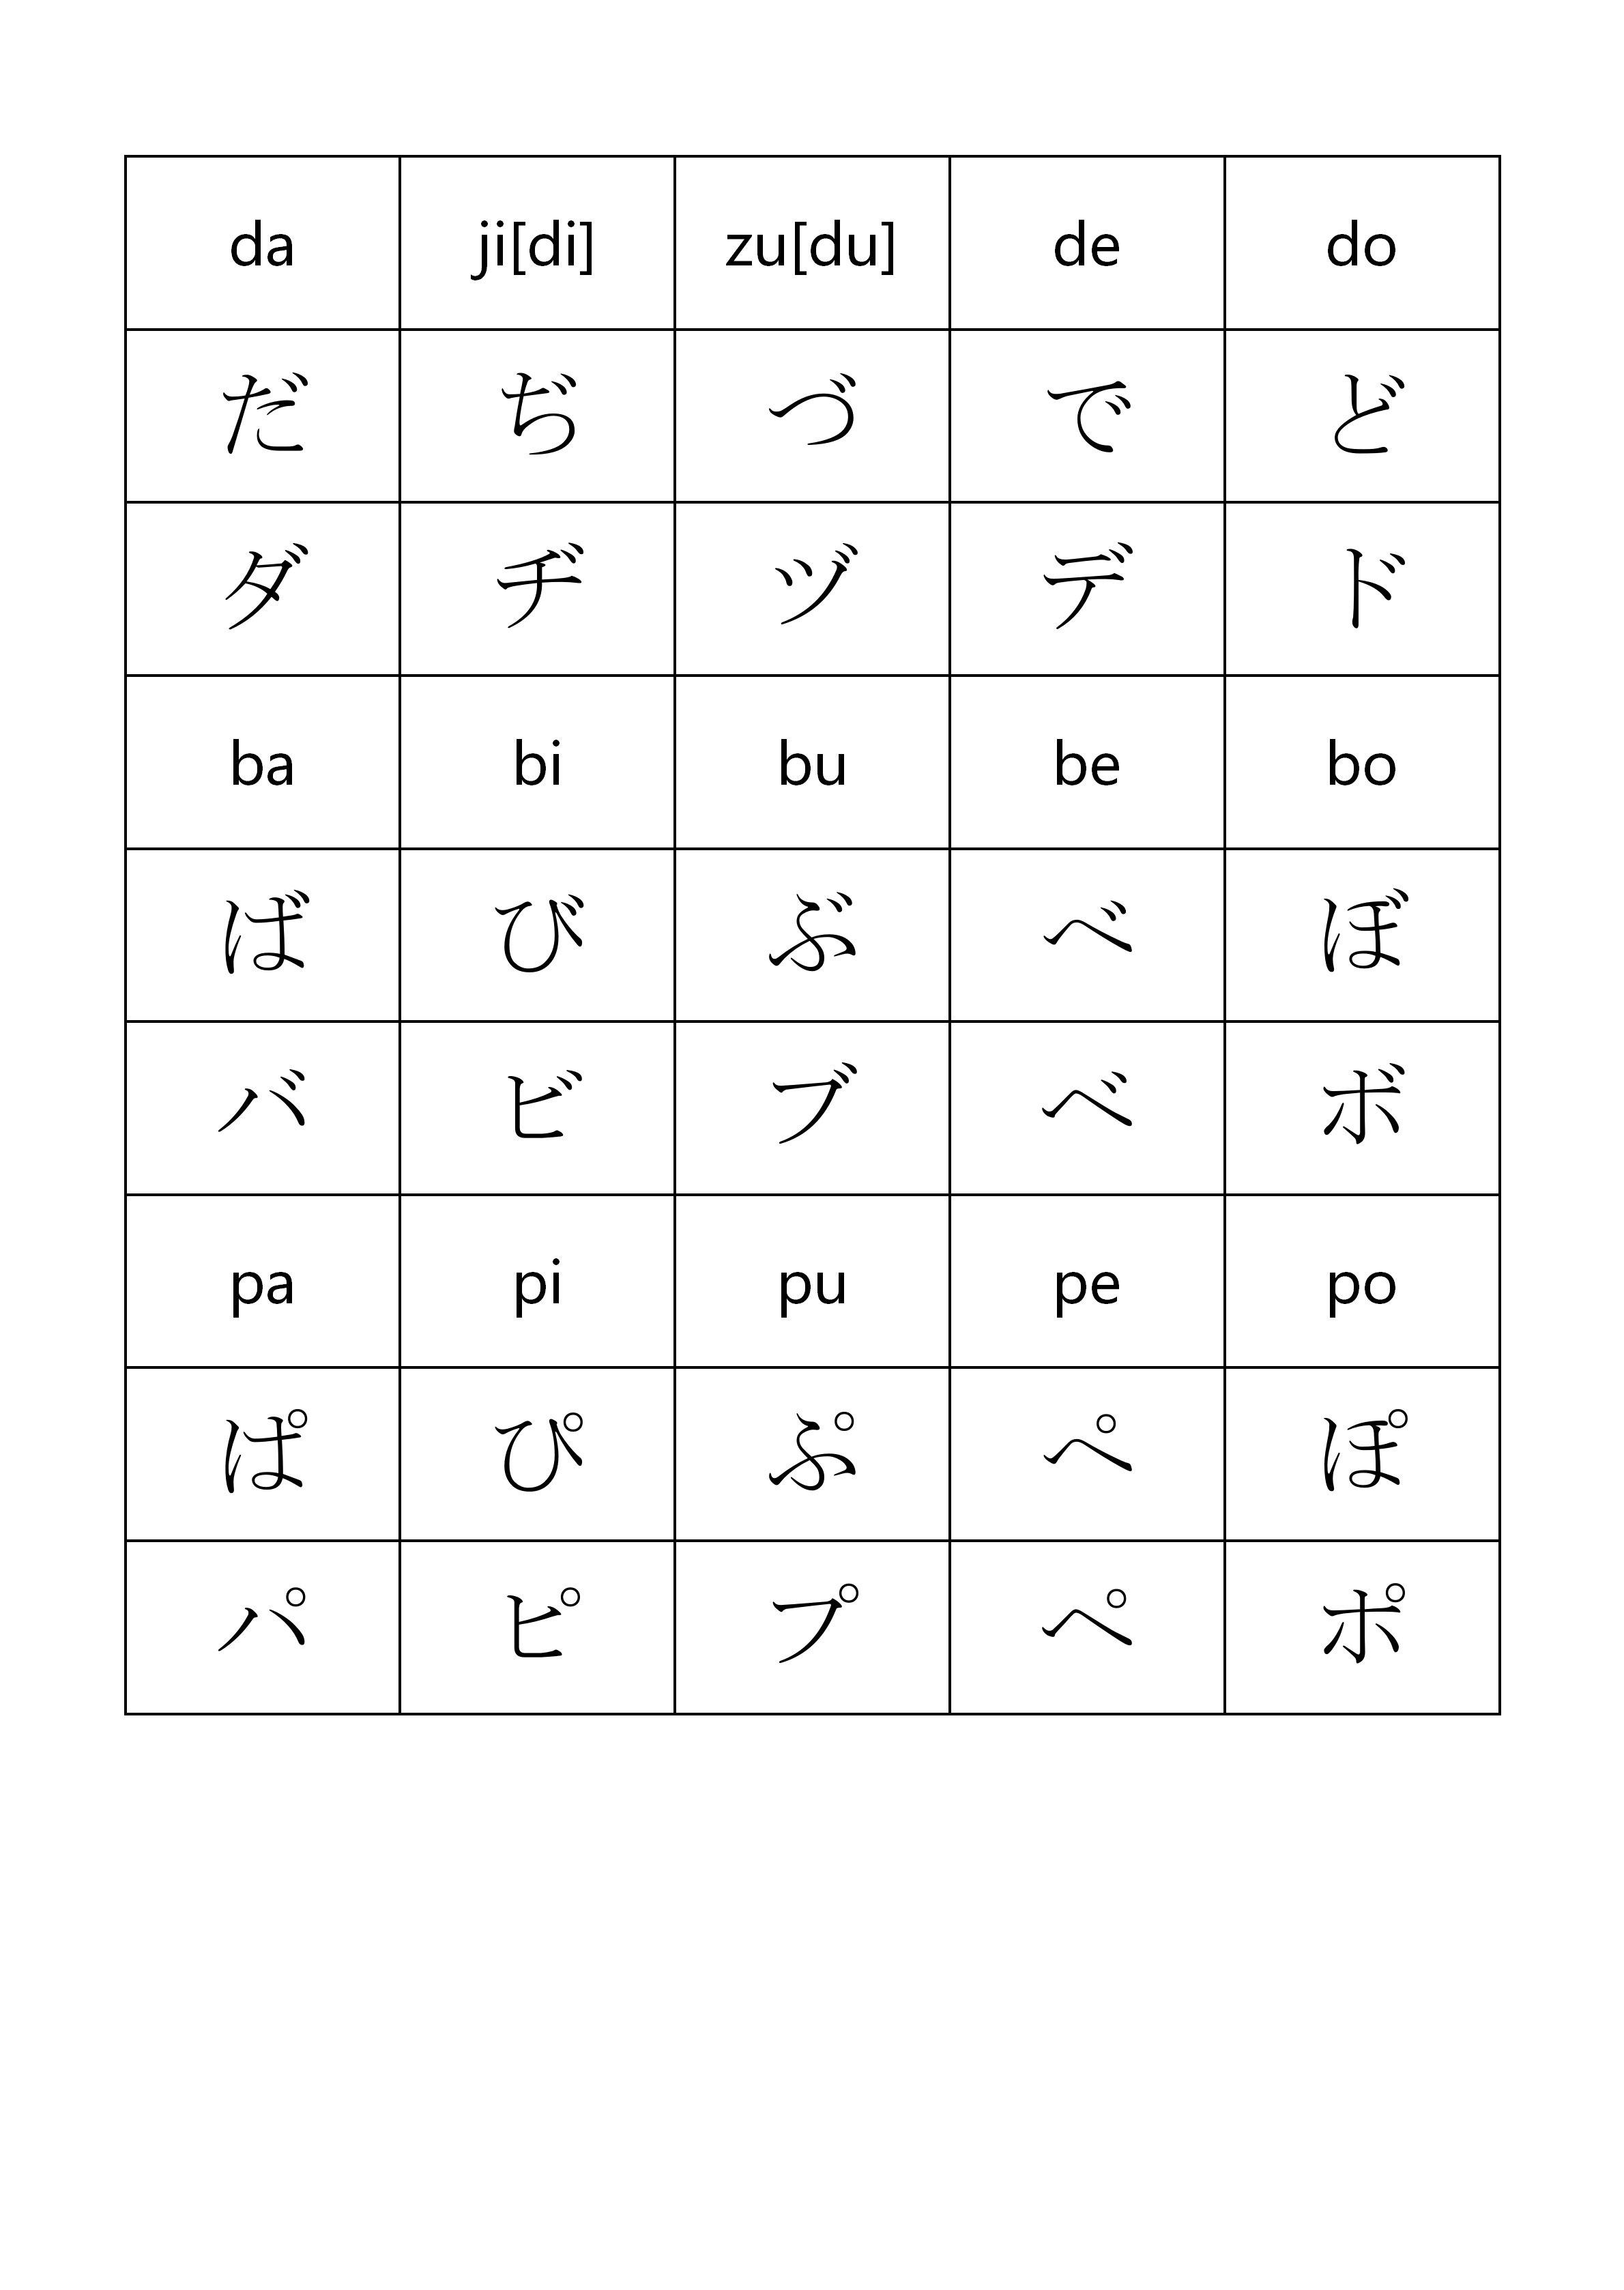 da ji[di] zu[du] de do
だ ぢ づ で ど
ダ ヂ ヅ デ ド
ba bi bu be bo
ば び ぶ べ ぼ
バ ビ ブ ベ ボ
pa pi pu pe po
ぱ ぴ ぷ ぺ ぽ
パ ピ プ ペ ポ